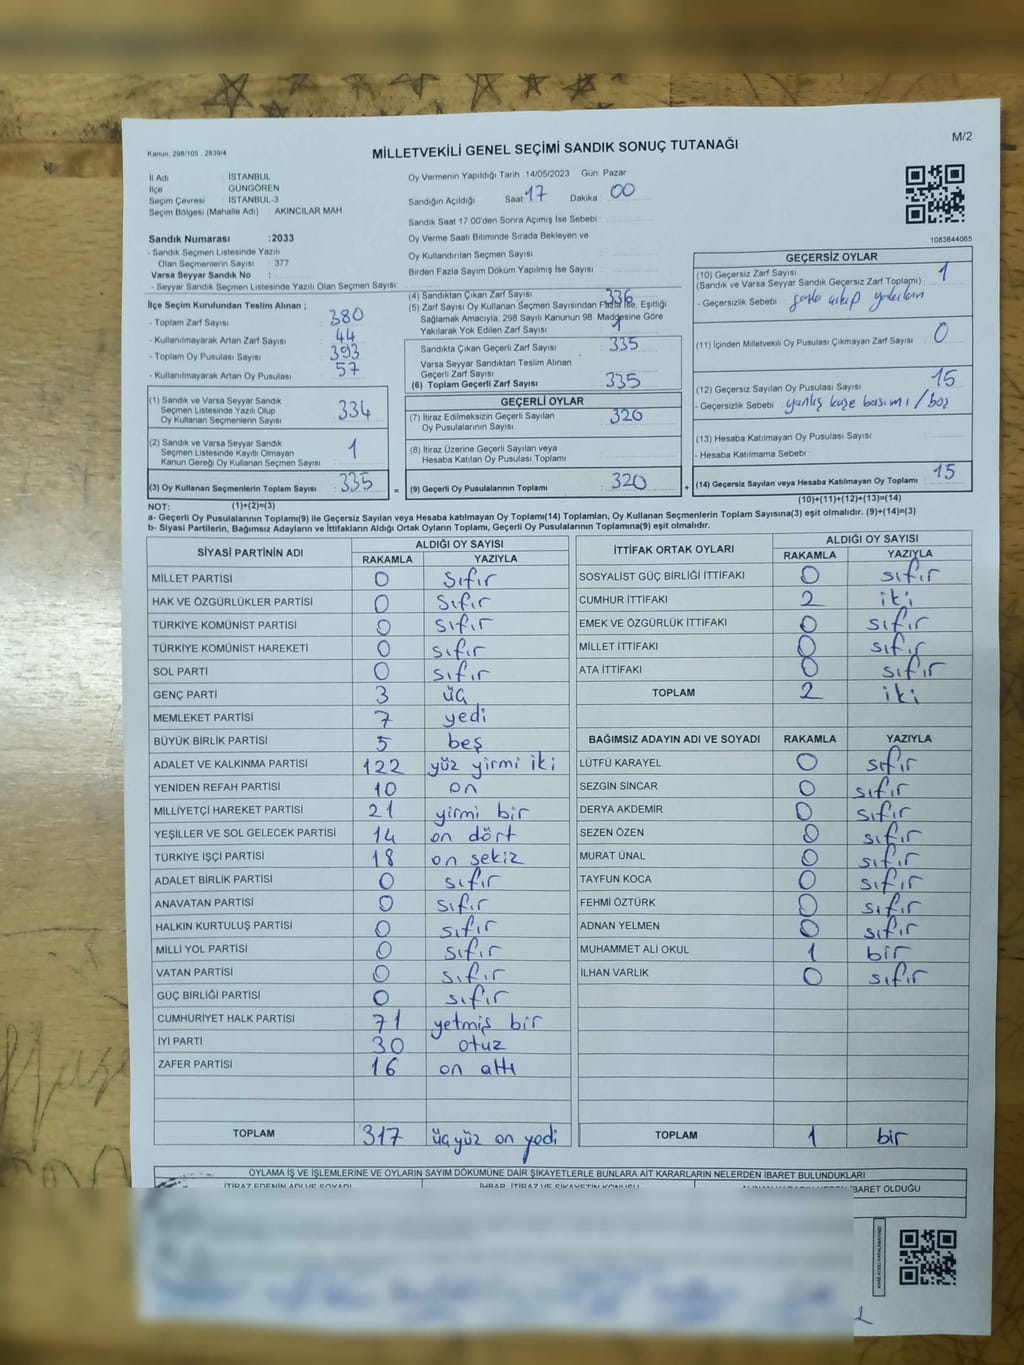 Kanun, 298/105 , 2839/4
MİLLETVEKİLİ GENEL SEÇİMİ SANDIK SONUÇ TUTANAĞI
M/2
İl Adı : İSTANBUL
İlçe : GÜNGÖREN
Seçim Çevresi : İSTANBUL-3
Seçim Bölgesi (Mahalle Adı) : AKINCILAR MAH
Sandık Numarası :2033
- Sandık Seçmen Listesinde Yazılı
Olan Seçmenlerin Sayısı : 377
Varsa Seyyar Sandık No :
- Seyyar Sandık Seçmen Listesinde Yazılı Olan Seçmen Sayısı:
Oy Vermenin Yapıldığı Tarih :14/05/2023 Gün: Pazar
Sandığın Açıldığı Saat 17 Dakika 00
Sandık Saat 17:00'den Sonra Açımış İse Sebebi :
Oy Verme Saati Bitiminde Sırada Bekleyen ve
Oy Kullandırılan Seçmen Sayısı :
Birden Fazla Sayım Döküm Yapılmış İse Sayısı :
1083644065
İlçe Seçim Kurulundan Teslim Alınan ;
- Toplam Zarf Sayısı : 380
- Kullanılmayarak Artan Zarf Sayısı : 44
- Toplam Oy Pusulası Sayısı : 393
- Kullanılmayarak Artan Oy Pusulası : 57
(1) Sandık ve Varsa Seyyar Sandık
Seçmen Listesinde Yazılı Olup
Oy Kullanan Seçmenlerin Sayısı : 334
(2) Sandık ve Varsa Seyyar Sandık
Seçmen Listesinde Kayıtlı Olmayan
Kanun Gereği Oy Kullanan Seçmen Sayısı : 1
(3) Oy Kullanan Seçmenlerin Toplam Sayısı : 335
(4) Sandıktan Çıkan Zarf Sayısı : 336
(5) Zarf Sayısı Oy Kullanan Seçmen Sayısından Fazla İse, Eşitliği
Sağlamak Amacıyla, 298 Sayılı Kanunun 98. Maddesine Göre
Yakılarak Yok Edilen Zarf Sayısı : 1
Sandıkta Çıkan Geçerli Zarf Sayısı : 335
Varsa Seyyar Sandıktan Teslim Alınan
Geçerli Zarf Sayısı :
(6) Toplam Geçerli Zarf Sayısı : 335
GEÇERLİ OYLAR
(7) İtiraz Edilmeksizin Geçerli Sayılan
Oy Pusulalarının Sayısı : 320
(8) İtiraz Üzerine Geçerli Sayılan veya
Hesaba Katılan Oy Pusulası Toplamı :
= (9) Geçerli Oy Pusulalarının Toplamı : 320 +
GEÇERSİZ OYLAR
(10) Geçersiz Zarf Sayısı : 1
(Sandık ve Varsa Seyyar Sandık Geçersiz Zarf Toplamı)
- Geçersizlik Sebebi : fazla çıkıp yakılan
(11) İçinden Milletvekili Oy Pusulası Çıkmayan Zarf Sayısı : 0
(12) Geçersiz Sayılan Oy Pusulası Sayısı : 15
- Geçersizlik Sebebi : yanlış kaşe basımı / boş
(13) Hesaba Katılmayan Oy Pusulası Sayısı :
- Hesaba Katılmama Sebebi :
(14) Geçersiz Sayılan veya Hesaba Katılmayan Oy Toplamı : 15
(10)+(11)+(12)+(13)=(14)
NOT: (1)+(2)=(3)
a- Geçerli Oy Pusulalarının Toplamı(9) ile Geçersiz Sayılan veya Hesaba katılmayan Oy Toplamı(14) Toplamları, Oy Kullanan Seçmenlerin Toplam Sayısına(3) eşit olmalıdır. (9)+(14)=(3)
b- Siyasi Partilerin, Bağımsız Adayların ve İttifakların Aldığı Ortak Oyların Toplamı, Geçerli Oy Pusulalarının Toplamına(9) eşit olmalıdır.
SİYASİ PARTİNİN ADI ALDIĞI OY SAYISI
RAKAMLA YAZIYLA
MİLLET PARTİSİ 0 sıfır
HAK VE ÖZGÜRLÜKLER PARTİSİ 0 sıfır
TÜRKİYE KOMÜNİST PARTİSİ 0 sıfır
TÜRKİYE KOMÜNİST HAREKETİ 0 sıfır
SOL PARTİ 0 sıfır
GENÇ PARTİ 3 üç
MEMLEKET PARTİSİ 7 yedi
BÜYÜK BİRLİK PARTİSİ 5 beş
ADALET VE KALKINMA PARTİSİ 122 yüz yirmi iki
YENİDEN REFAH PARTİSİ 10 on
MİLLİYETÇİ HAREKET PARTİSİ 21 yirmi bir
YEŞİLLER VE SOL GELECEK PARTİSİ 14 on dört
TÜRKİYE İŞÇİ PARTİSİ 18 on sekiz
ADALET BİRLİK PARTİSİ 0 sıfır
ANAVATAN PARTİSİ 0 sıfır
HALKIN KURTULUŞ PARTİSİ 0 sıfır
MİLLİ YOL PARTİSİ 0 sıfır
VATAN PARTİSİ 0 sıfır
GÜÇ BİRLİĞİ PARTİSİ 0 sıfır
CUMHURİYET HALK PARTİSİ 71 yetmiş bir
İYİ PARTİ 30 otuz
ZAFER PARTİSİ 16 on altı
TOPLAM 317 üçyüz on yedi
İTTİFAK ORTAK OYLARI ALDIĞI OY SAYISI
RAKAMLA YAZIYLA
SOSYALİST GÜÇ BİRLİĞİ İTTİFAKI 0 sıfır
CUMHUR İTTİFAKI 2 iki
EMEK VE ÖZGÜRLÜK İTTİFAKI 0 sıfır
MİLLET İTTİFAKI 0 sıfır
ATA İTTİFAKI 0 sıfır
TOPLAM 2 iki
BAĞIMSIZ ADAYIN ADI VE SOYADI RAKAMLA YAZIYLA
LÜTFÜ KARAYEL 0 sıfır
SEZGİN SİNCAR 0 sıfır
DERYA AKDEMİR 0 sıfır
SEZEN ÖZEN 0 sıfır
MURAT ÜNAL 0 sıfır
TAYFUN KOCA 0 sıfır
FEHMİ ÖZTÜRK 0 sıfır
ADNAN YELMEN 0 sıfır
MUHAMMET ALİ OKUL 1 bir
İLHAN VARLIK 0 sıfır
TOPLAM 1 bir
OYLAMA İŞ VE İŞLEMLERİNE VE OYLARIN SAYIM DÖKÜMÜNE DAİR ŞİKAYETLERLE BUNLARA AİT KARARLARIN NELERDEN İBARET BULUNDUKLARI
İTİRAZ EDENİN ADI VE SOYADI İHBAR, İTİRAZ VE ŞİKAYETİN KONUSU İBARET OLDUĞU